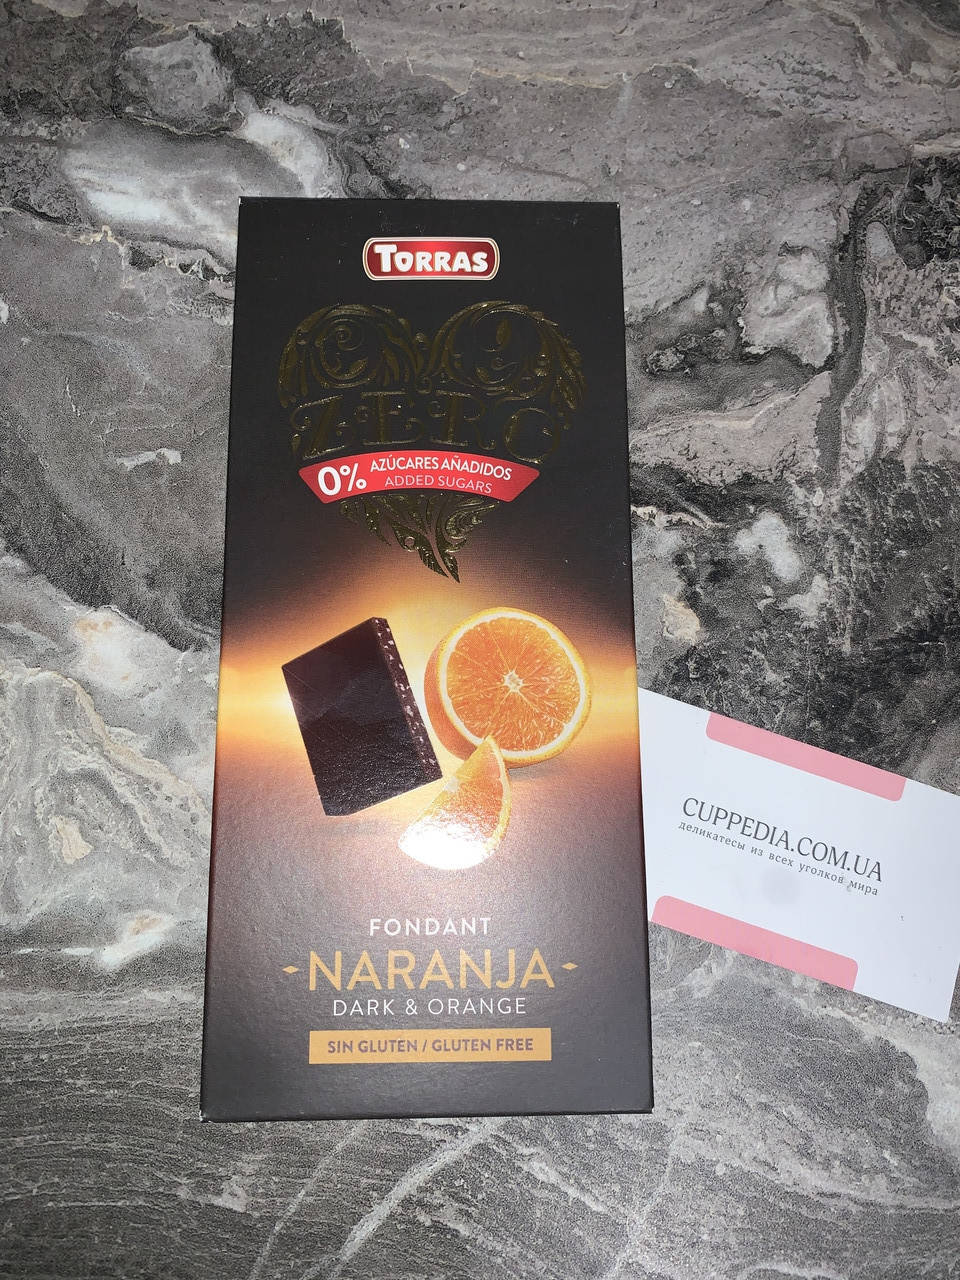 TORRAS
ZERO
0% AZÚCARES AÑADIDOS
ADDED SUGARS
FONDANT
NARANJA
DARK & ORANGE
SIN GLUTEN / GLUTEN FREE
CUPPEDIA.COM.UA
деликатесы из всех уголков мира